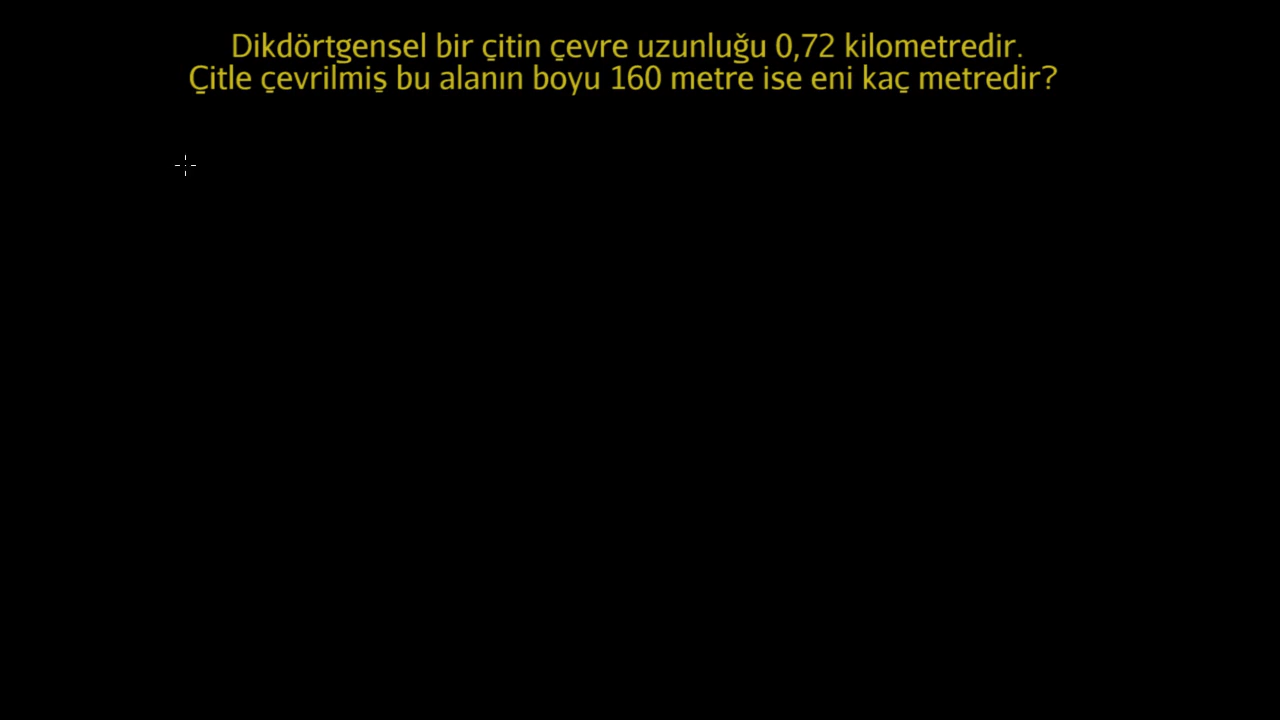 Dikdörtgensel bir çitin çevre uzunluğu 0,72 kilometredir.
Çitle çevrilmiş bu alanın boyu 160 metre ise eni kaç metredir?